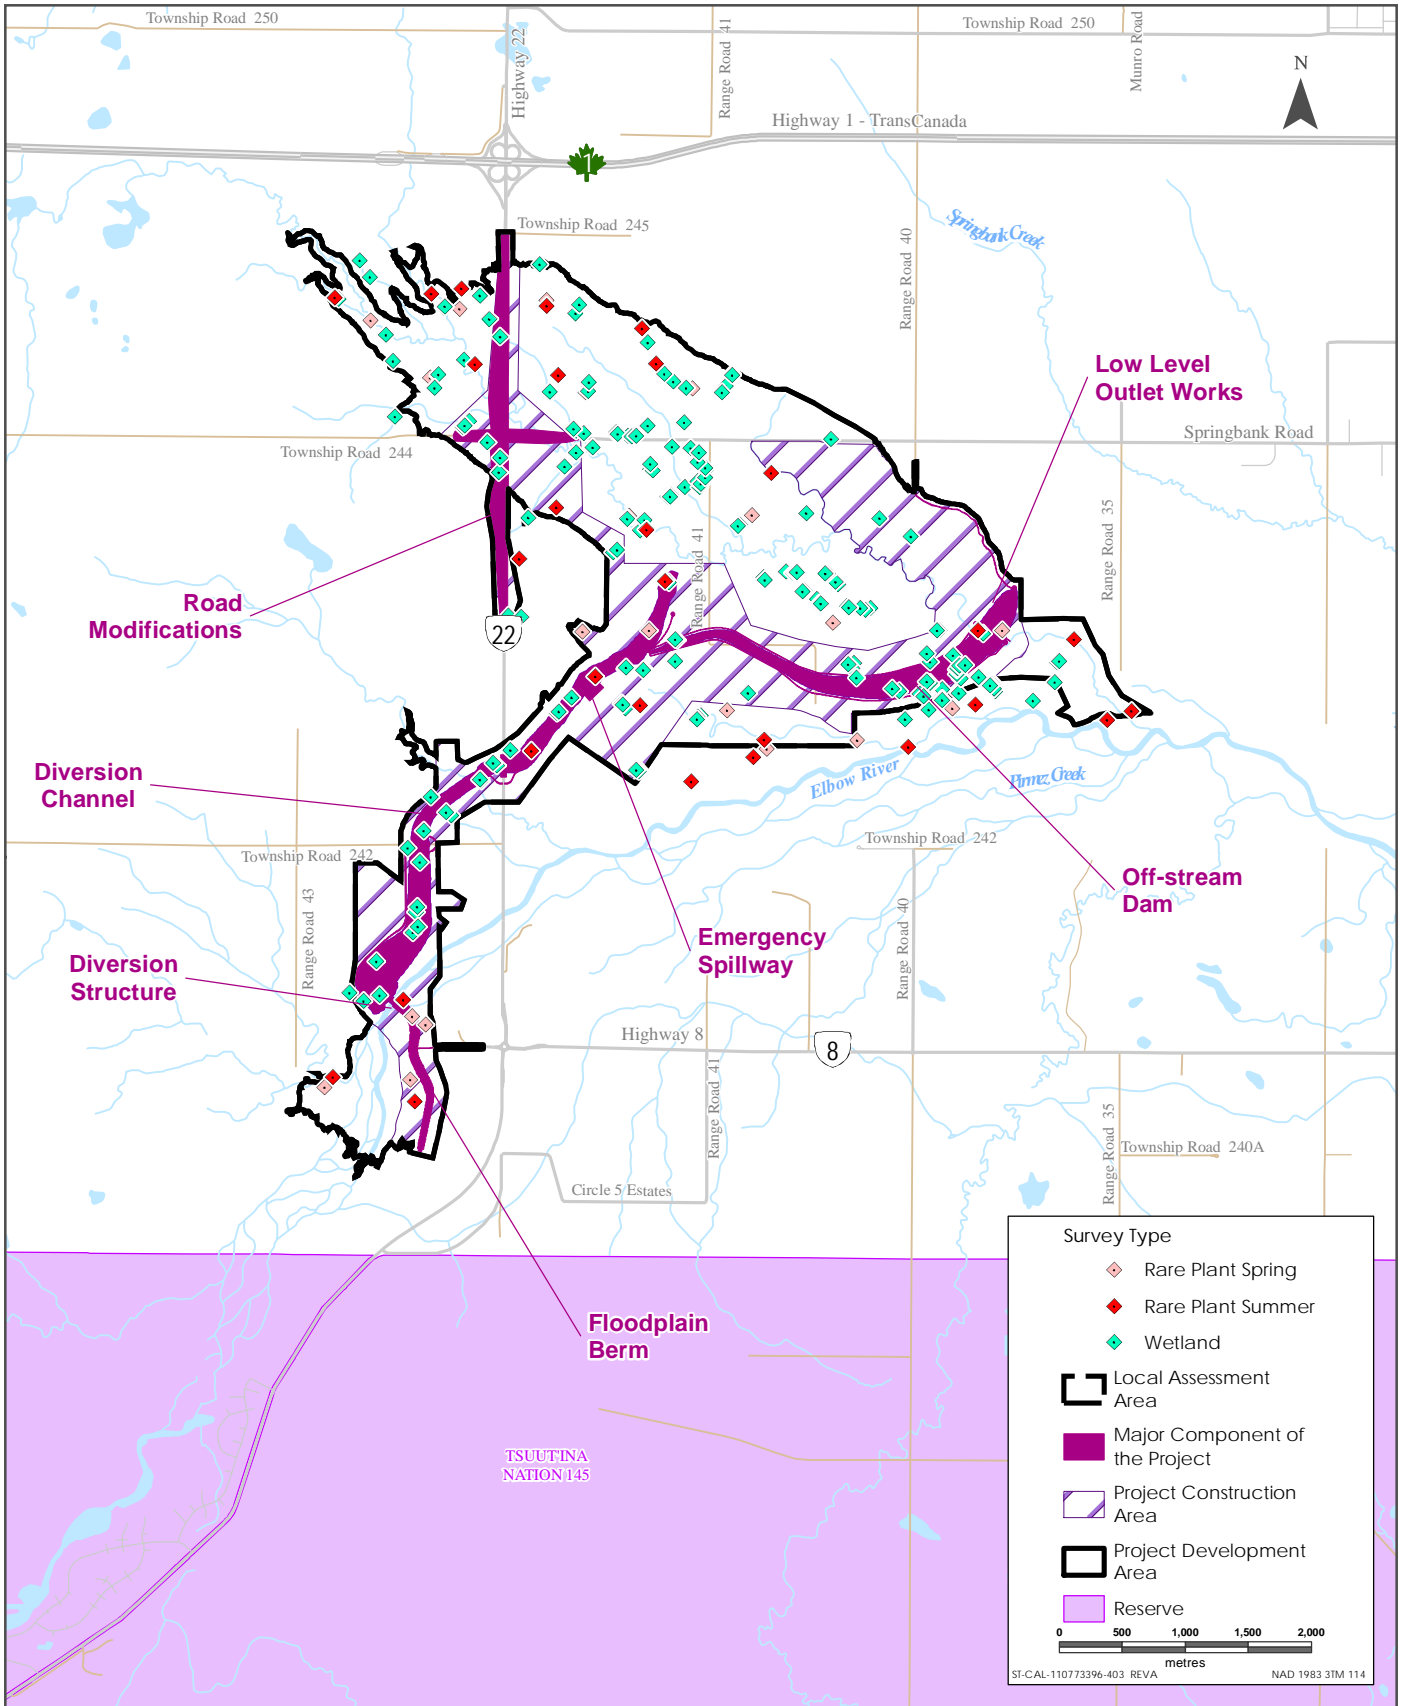 Township Road 250
Highway 22
Range Road 41
Township Road 250
Munro Road
N
Highway 1 - TransCanada
1
Township Road 245
Range Road 40
Springbank Creek
Low Level
Outlet Works
Springbank Road
Township Road 244
Range Road 41
Range Road 35
Road
Modifications
22
Diversion
Channel
Elbow River
Pirmez Creek
Township Road 242
Township Road 242
Off-stream
Dam
Range Road 43
Range Road 40
Emergency
Spillway
Diversion
Structure
Highway 8
8
Range Road 41
Range Road 35
Township Road 240A
Circle 5 Estates
Floodplain
Berm
TSUUT'INA
NATION 145
Survey Type
Rare Plant Spring
Rare Plant Summer
Wetland
Local Assessment
Area
Major Component of
the Project
Project Construction
Area
Project Development
Area
Reserve
0 500 1,000 1,500 2,000
metres
ST-CAL-110773396-403 REVA NAD 1983 3TM 114